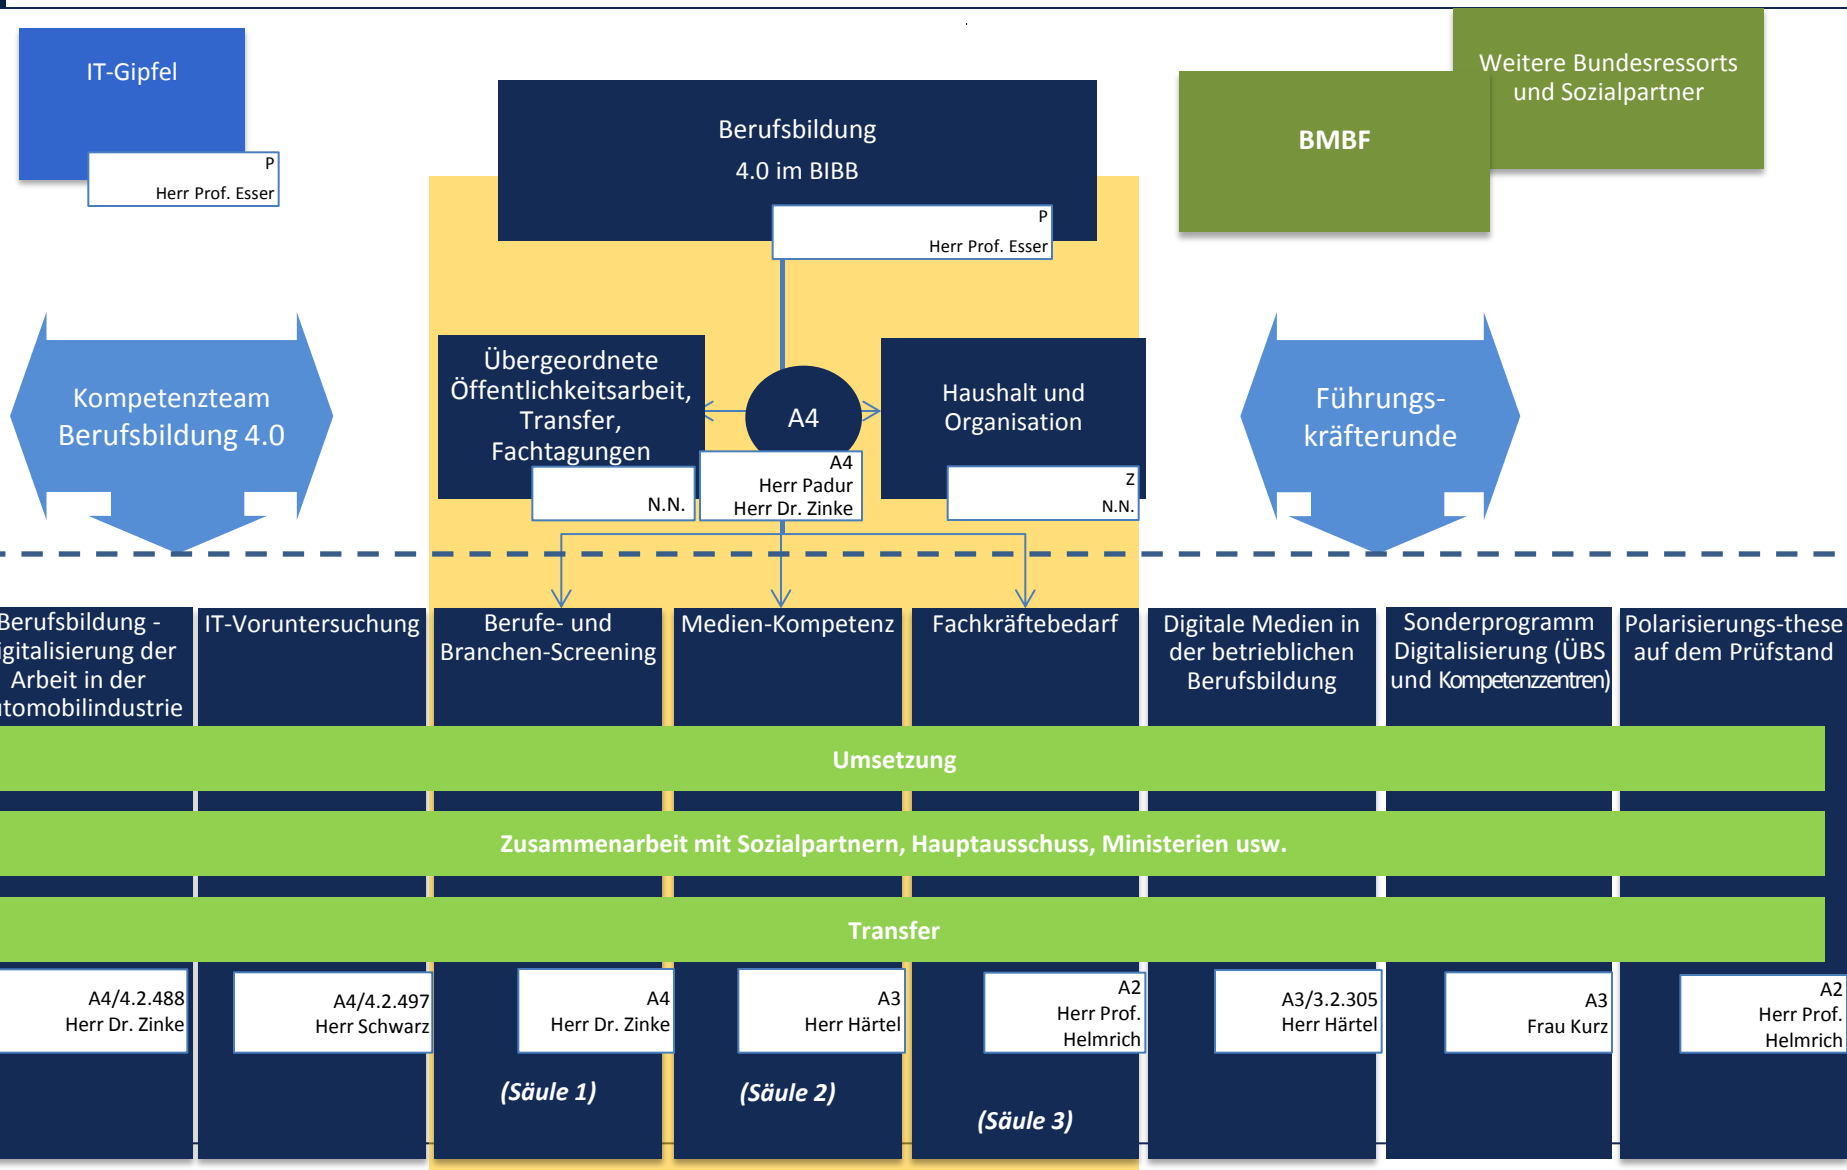 IT-Gipfel
P
Herr Prof. Esser
Berufsbildung
4.0 im BIBB
P
Herr Prof. Esser
BMBF
Weitere Bundesressorts
und Sozialpartner
Kompetenzteam
Berufsbildung 4.0
Übergeordnete
Öffentlichkeitsarbeit,
Transfer,
Fachtagungen
N.N.
A4
A4
Herr Padur
Herr Dr. Zinke
Haushalt und
Organisation
Z
N.N.
Führungs-
kräfterunde
Berufsbildung -
igitalisierung der
Arbeit in der
utomobilindustrie
IT-Voruntersuchung
Berufe- und
Branchen-Screening
Medien-Kompetenz
Fachkräftebedarf
Digitale Medien in
der betrieblichen
Berufsbildung
Sonderprogramm
Digitalisierung (ÜBS
und Kompetenzzentren)
Polarisierungs-these
auf dem Prüfstand
Umsetzung
Zusammenarbeit mit Sozialpartnern, Hauptausschuss, Ministerien usw.
Transfer
A4/4.2.488
Herr Dr. Zinke
A4/4.2.497
Herr Schwarz
A4
Herr Dr. Zinke
(Säule 1)
A3
Herr Härtel
(Säule 2)
A2
Herr Prof.
Helmrich
(Säule 3)
A3/3.2.305
Herr Härtel
A3
Frau Kurz
A2
Herr Prof.
Helmrich